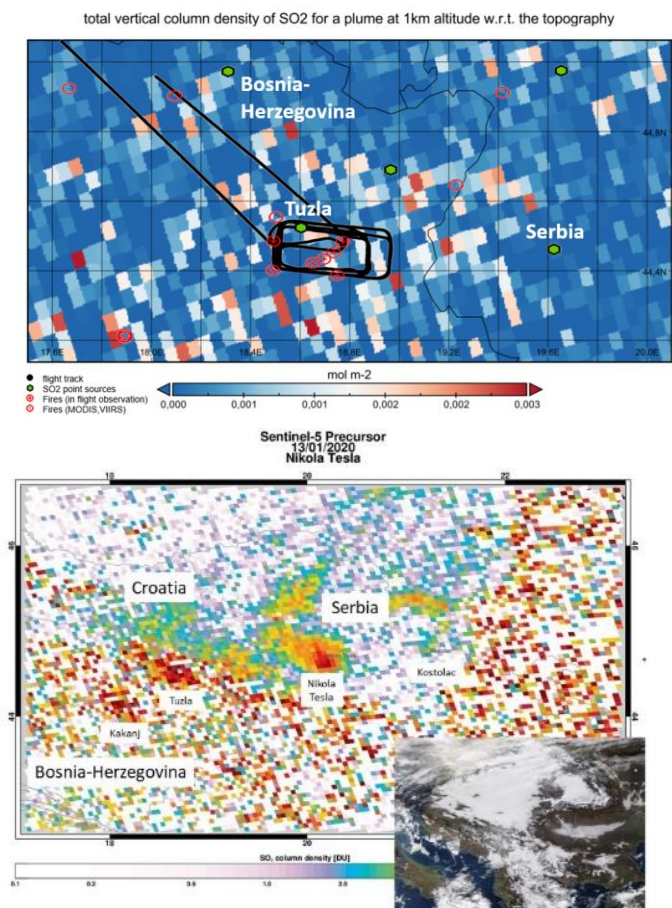 total vertical column density of SO2 for a plume at 1km altitude w.r.t. the topography
Bosnia-
Herzegovina
44.8N
Tuzla
Serbia
44.4N
17.6E 18.0E 18.4E 18.8E 19.2E 19.6E 20.0E
mol m-2
flight track
SO2 point sources
Fires (in flight observation)
Fires (MODIS,VIIRS)
0,000 0,001 0,001 0,002 0,003
Sentinel-5 Precursor
13/01/2020
Nikola Tesla
18 20 22
46 46
Croatia
Serbia
Kostolac
Nikola
Tesla
Tuzla
Kakanj
44 44
Bosnia-Herzegovina
18 20
SO2 column density [DU]
0.1 0.2 1.0 2.0